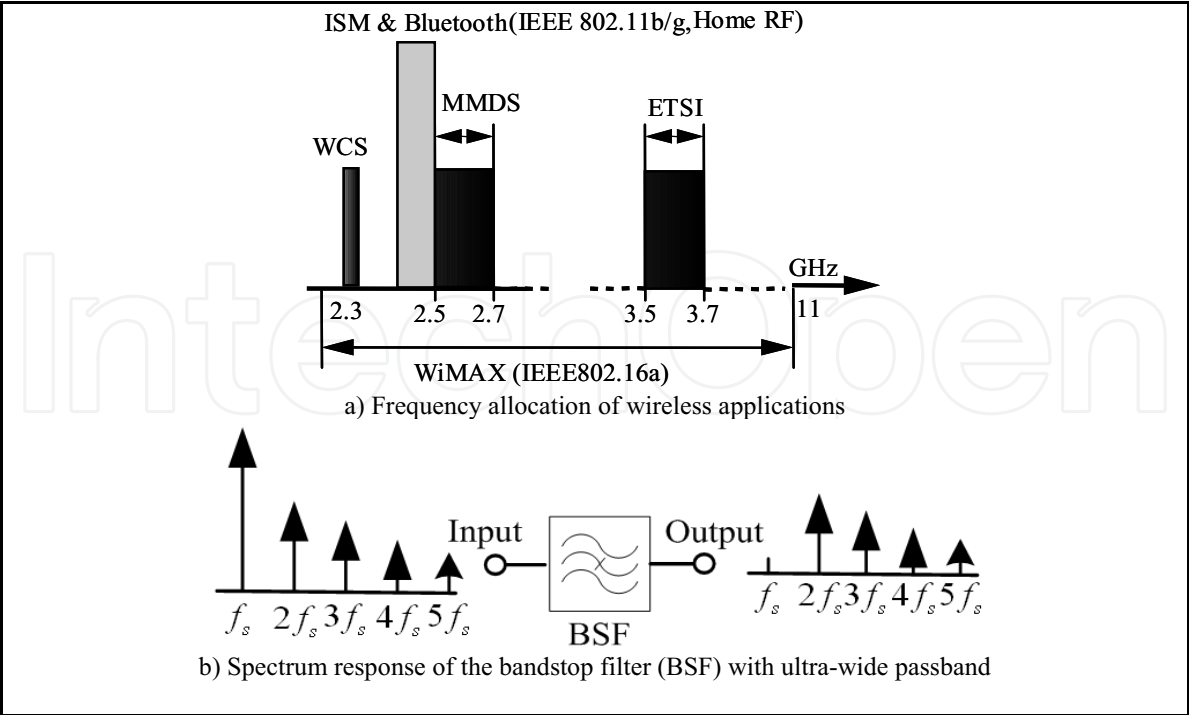 ISM & Bluetooth(IEEE 802.11b/g,Home RF)
MMDS
ETSI
WCS
GHz
2.3
2.5
2.7
3.5
3.7
11
WiMAX (IEEE802.16a)
a) Frequency allocation of wireless applications
IntechOpen
Input
Output
fs 2fs 3fs 4fs 5fs
BSF
fs 2fs 3fs 4fs 5fs
b) Spectrum response of the bandstop filter (BSF) with ultra-wide passband